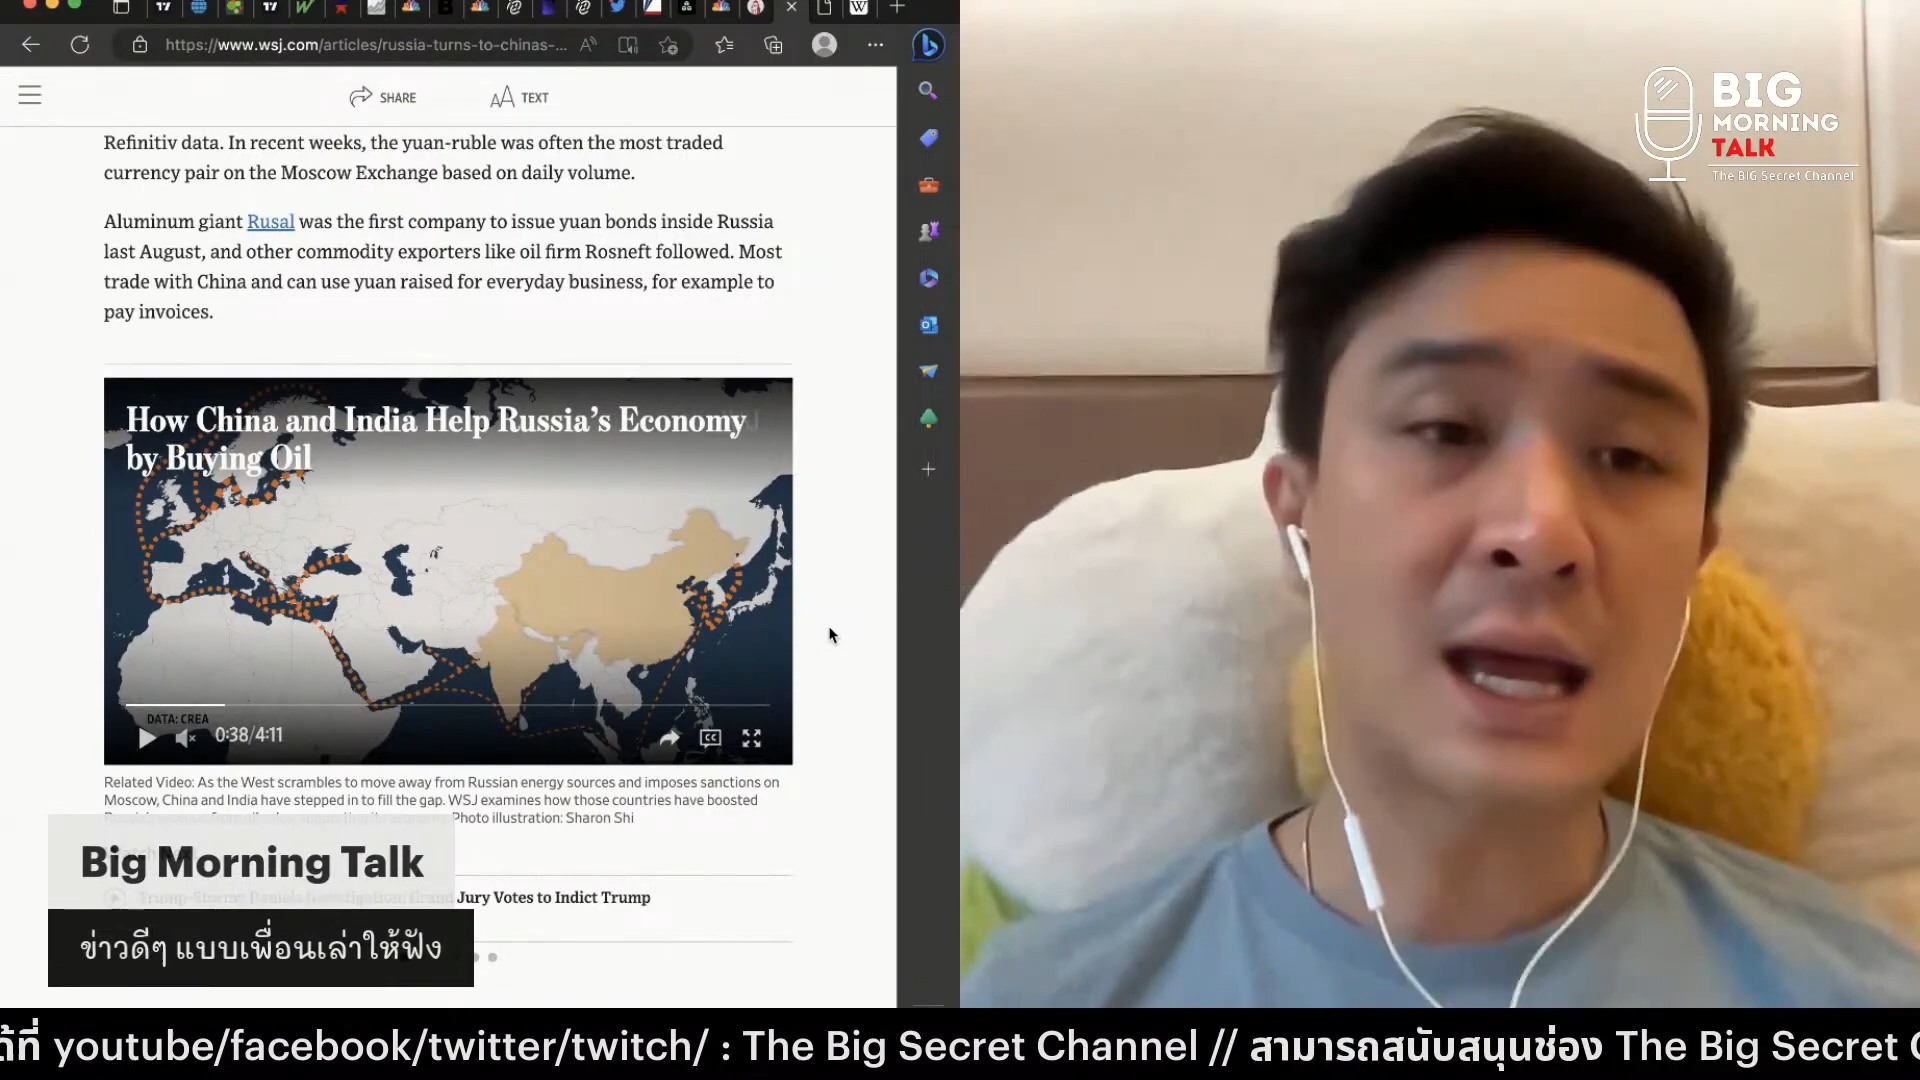 https://www.wsj.com/articles/russia-turns-to-chinas-...
SHARE
TEXT
Refinitiv data. In recent weeks, the yuan-ruble was often the most traded
currency pair on the Moscow Exchange based on daily volume.
Aluminum giant Rusal was the first company to issue yuan bonds inside Russia
last August, and other commodity exporters like oil firm Rosneft followed. Most
trade with China and can use yuan raised for everyday business, for example to
pay invoices.
How China and India Help Russia's Economy
by Buying Oil
DATA: CREA
0:38/4:11
CC
Related Video: As the West scrambles to move away from Russian energy sources and imposes sanctions on
Moscow, China and India have stepped in to fill the gap. WSJ examines how those countries have boosted
Photo illustration: Sharon Shi
Trump-Stormy Daniels Investigation: Grand Jury Votes to Indict Trump
Big Morning Talk
ข่าวดีๆ แบบเพื่อนเล่าให้ฟัง
BIG
MORNING
TALK
The BIG Secret Channel
youtube/facebook/twitter/twitch/ : The Big Secret Channel // สามารถสนับสนุนช่อง The Big Secret